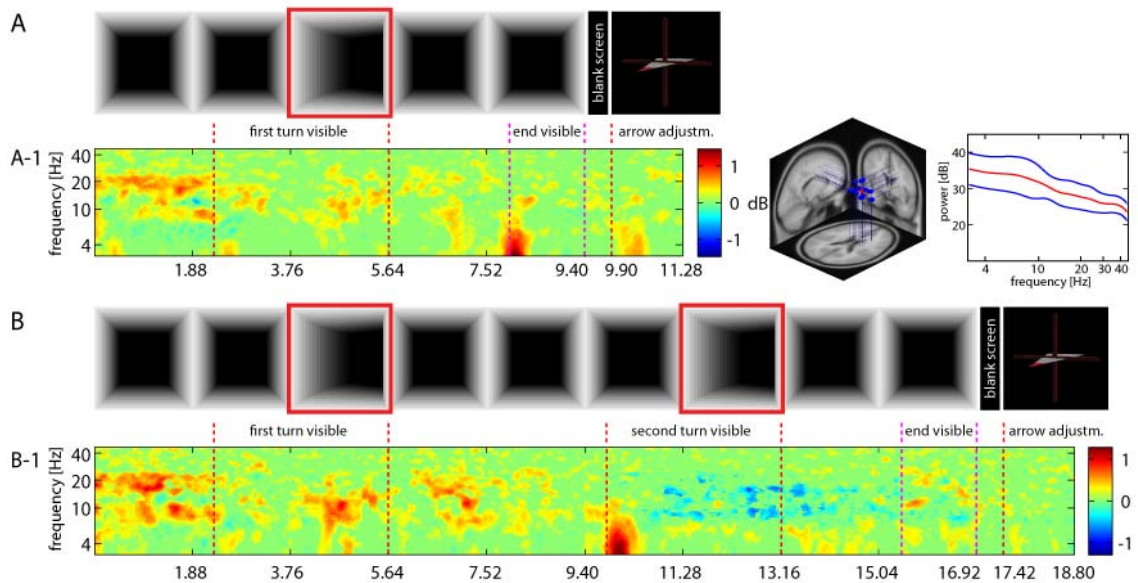 A
blank screen
first turn visible
end visible
arrow adjustm.
A-1
frequency [Hz]
40
20
10
4
1.88 3.76 5.64 7.52 9.40 9.90 11.28
1
0
-1
dB
power [dB]
40
30
20
4 10 20 30 40
frequency [Hz]
B
blank screen
first turn visible
second turn visible
end visible
arrow adjustm.
B-1
frequency [Hz]
40
20
10
4
1.88 3.76 5.64 7.52 9.40 11.28 13.16 15.04 16.92 17.42 18.80
1
0
-1